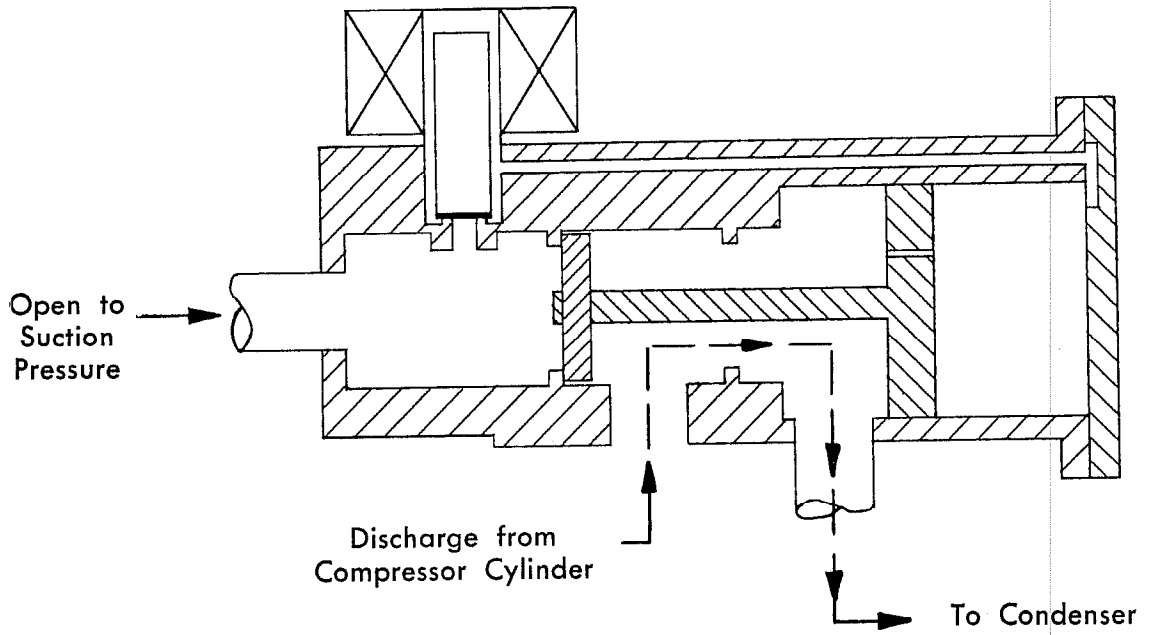 Open to
Suction
Pressure
Discharge from
Compressor Cylinder
To Condenser